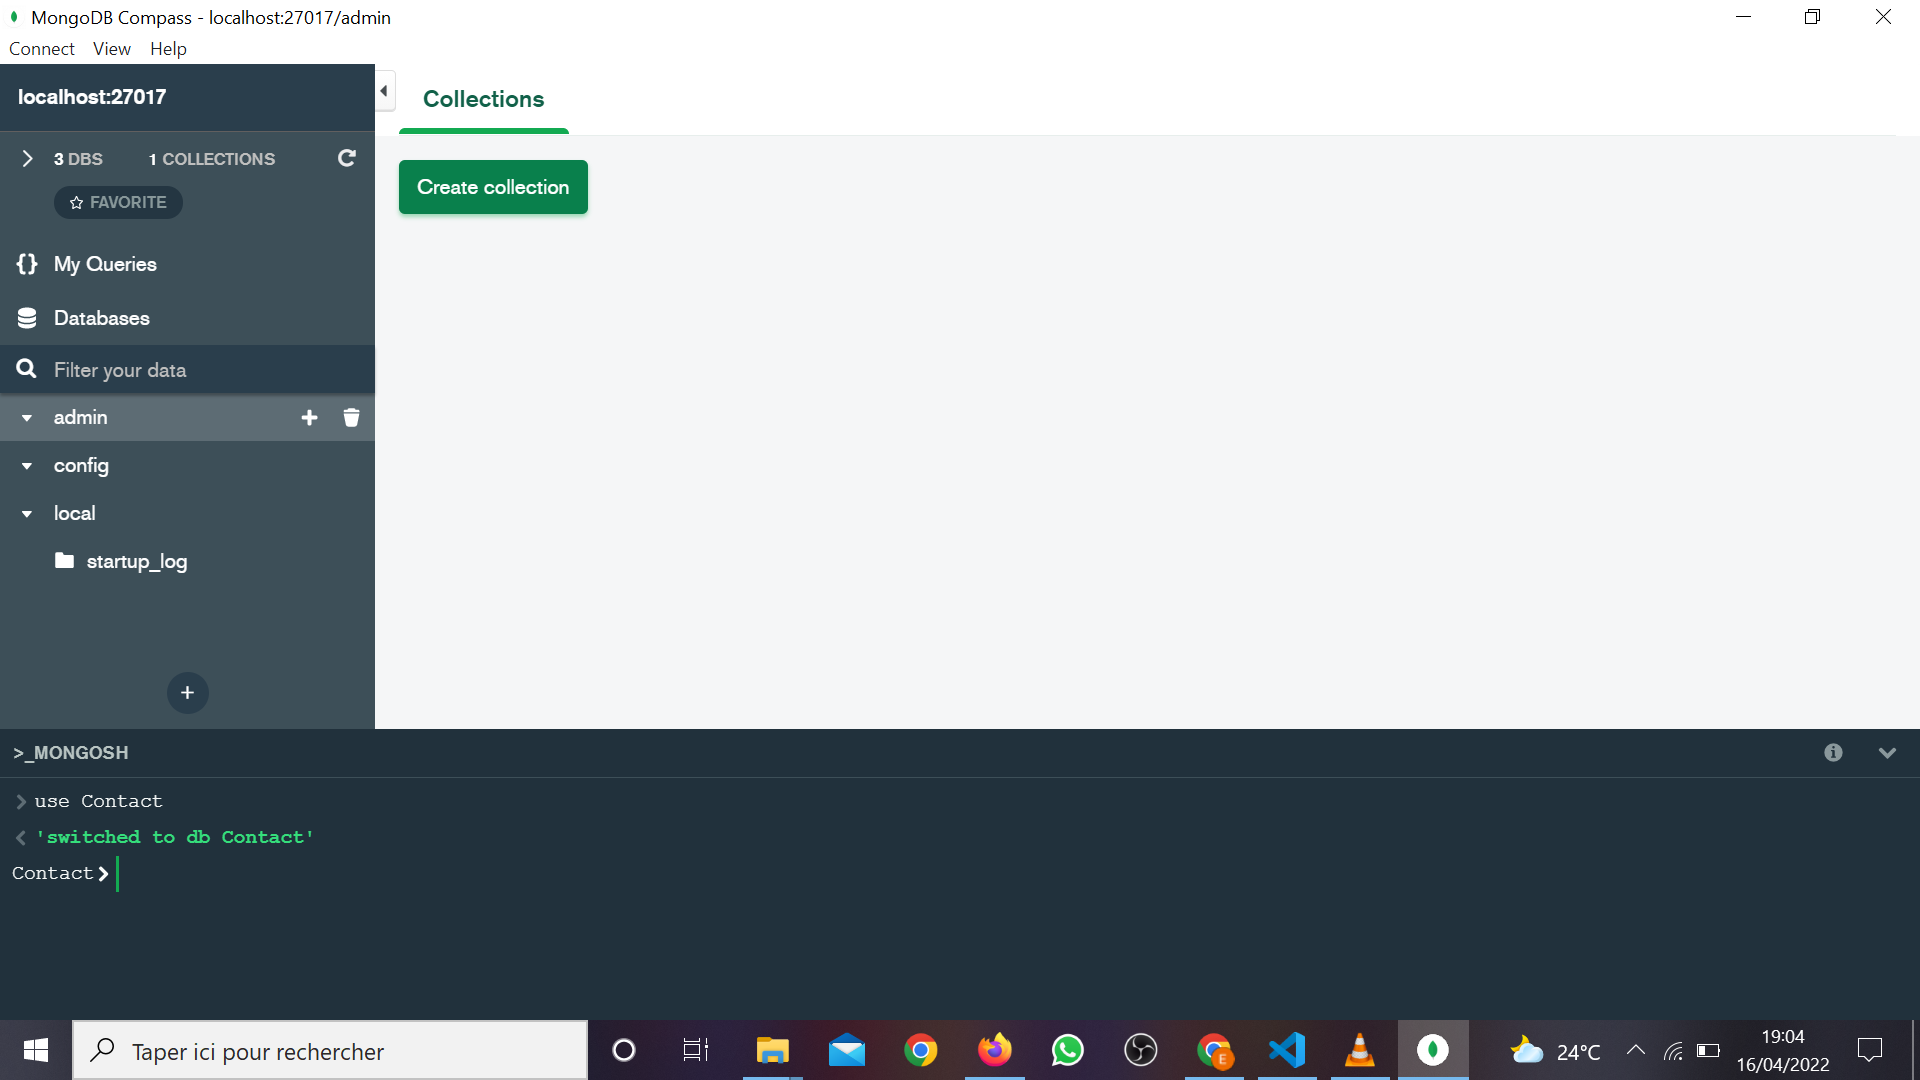 MongoDB Compass - localhost:27017/admin
Connect View Help
localhost:27017
Collections
3 DBS 1 COLLECTIONS
FAVORITE
Create collection
{} My Queries
Databases
Filter your data
admin
config
local
startup_log
+
>_MONGOSH
use Contact
'switched to db Contact'
Contact>
Taper ici pour rechercher
E
24°C
19:04
16/04/2022